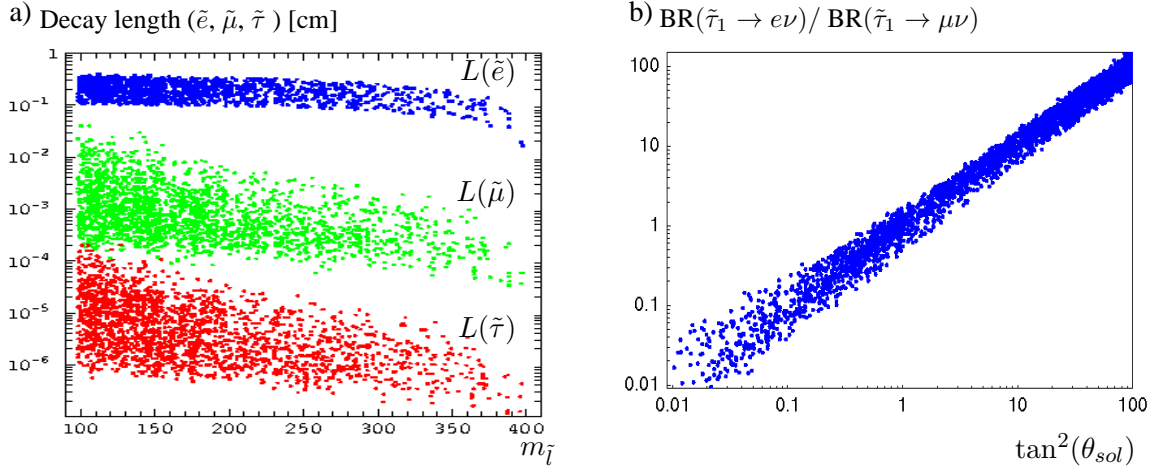 a) Decay length (ẽ, μ̃, τ̃ ) [cm]
1
10⁻¹
10⁻²
10⁻³
10⁻⁴
10⁻⁵
10⁻⁶
L(ẽ)
L(μ̃)
L(τ̃)
100 150 200 250 300 350 400
m_l̃
b) BR(τ̃₁ → eν)/ BR(τ̃₁ → μν)
100
10
1
0.1
0.01
0.01 0.1 1 10 100
tan²(θ_sol)